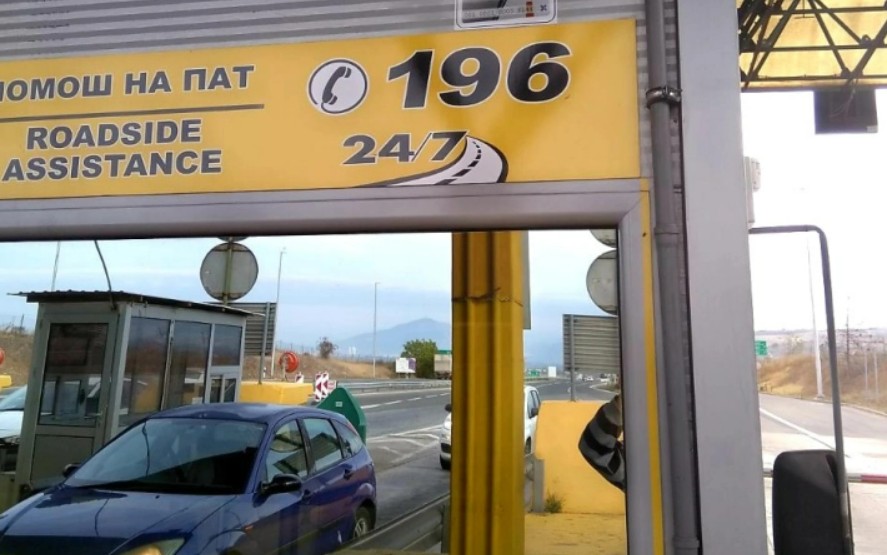 ПОМОШ НА ПАТ
ROADSIDE
ASSISTANCE
196
24/7